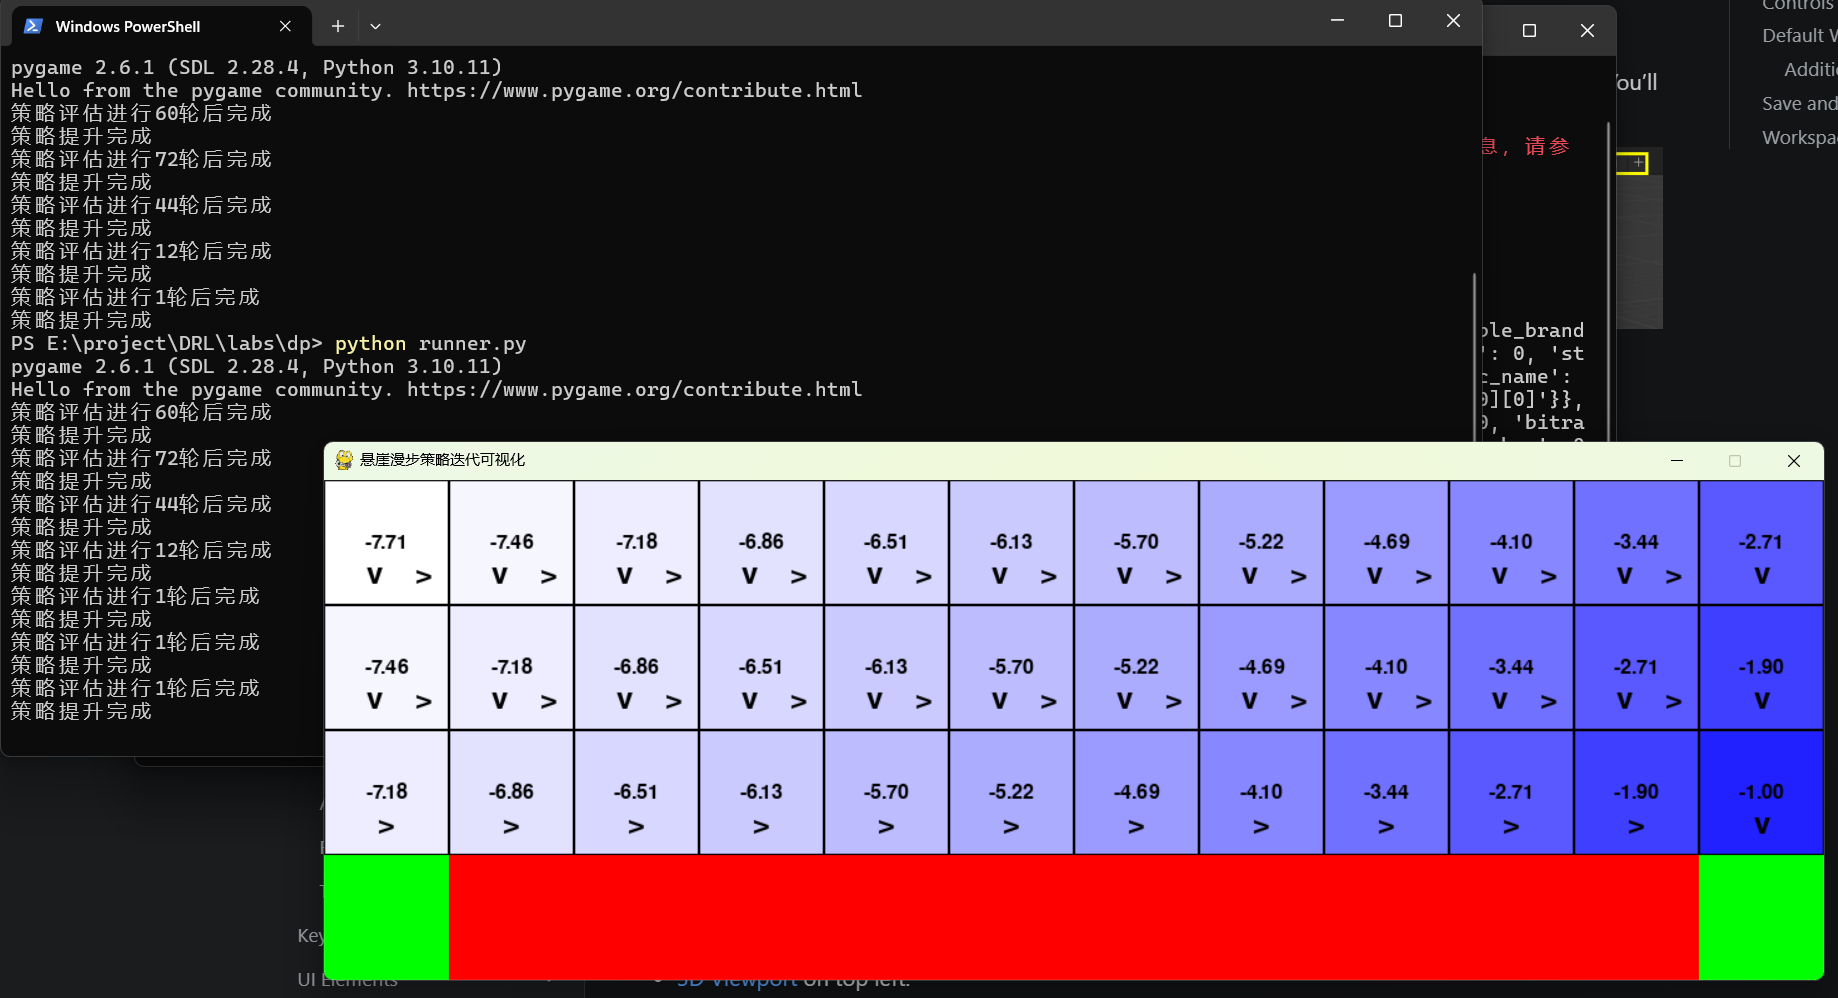 Windows PowerShell
pygame 2.6.1 (SDL 2.28.4, Python 3.10.11)
Hello from the pygame community. https://www.pygame.org/contribute.html
策略评估进行60轮后完成
策略提升完成
策略评估进行72轮后完成
策略提升完成
策略评估进行44轮后完成
策略提升完成
策略评估进行12轮后完成
策略提升完成
策略评估进行1轮后完成
策略提升完成
PS E:\project\DRL\labs\dp> python runner.py
pygame 2.6.1 (SDL 2.28.4, Python 3.10.11)
Hello from the pygame community. https://www.pygame.org/contribute.html
策略评估进行60轮后完成
策略提升完成
策略评估进行72轮后完成
策略提升完成
策略评估进行44轮后完成
策略提升完成
策略评估进行12轮后完成
策略提升完成
策略评估进行1轮后完成
策略提升完成
策略评估进行1轮后完成
策略提升完成
策略评估进行1轮后完成
策略提升完成
息，请参
ple_brand
': 0, 'st
c_name':
0][0]'}},
0, 'bitra
You'll
Controls
Default W
Additi
Save and
Workspa
悬崖漫步策略迭代可视化
-7.71 -7.46 -7.18 -6.86 -6.51 -6.13 -5.70 -5.22 -4.69 -4.10 -3.44 -2.71
V > V > V > V > V > V > V > V > V > V > V > V
-7.46 -7.18 -6.86 -6.51 -6.13 -5.70 -5.22 -4.69 -4.10 -3.44 -2.71 -1.90
V > V > V > V > V > V > V > V > V > V > V > V
-7.18 -6.86 -6.51 -6.13 -5.70 -5.22 -4.69 -4.10 -3.44 -2.71 -1.90 -1.00
> > > > > > > > > > > V
Key
UI Elements
3D Viewport on top left.